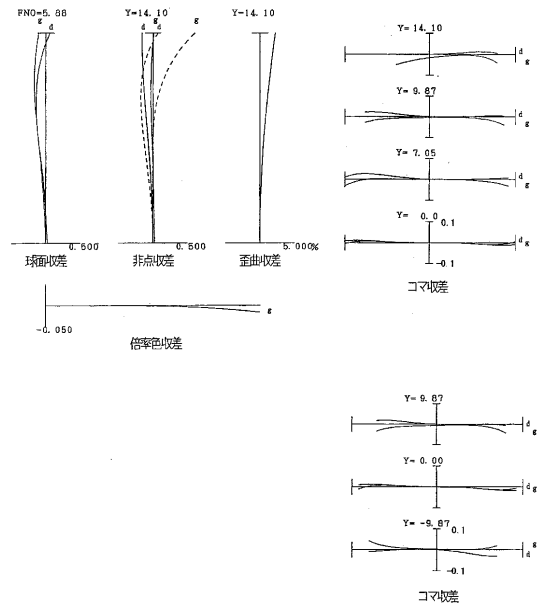 FNO=5.88
g
d
0.500
球面収差
Y=14.10
g
d
d
g
0.500
非点収差
Y=14.10
5.000%
歪曲収差
-0.050
g
倍率色収差
Y= 14.10
d
g
Y= 9.87
d
g
Y= 7.05
d
g
Y= 0.0
0.1
d
g
-0.1
コマ収差
Y= 9.87
d
g
Y= 0.00
d
g
Y= -9.87
0.1
g
d
-0.1
コマ収差